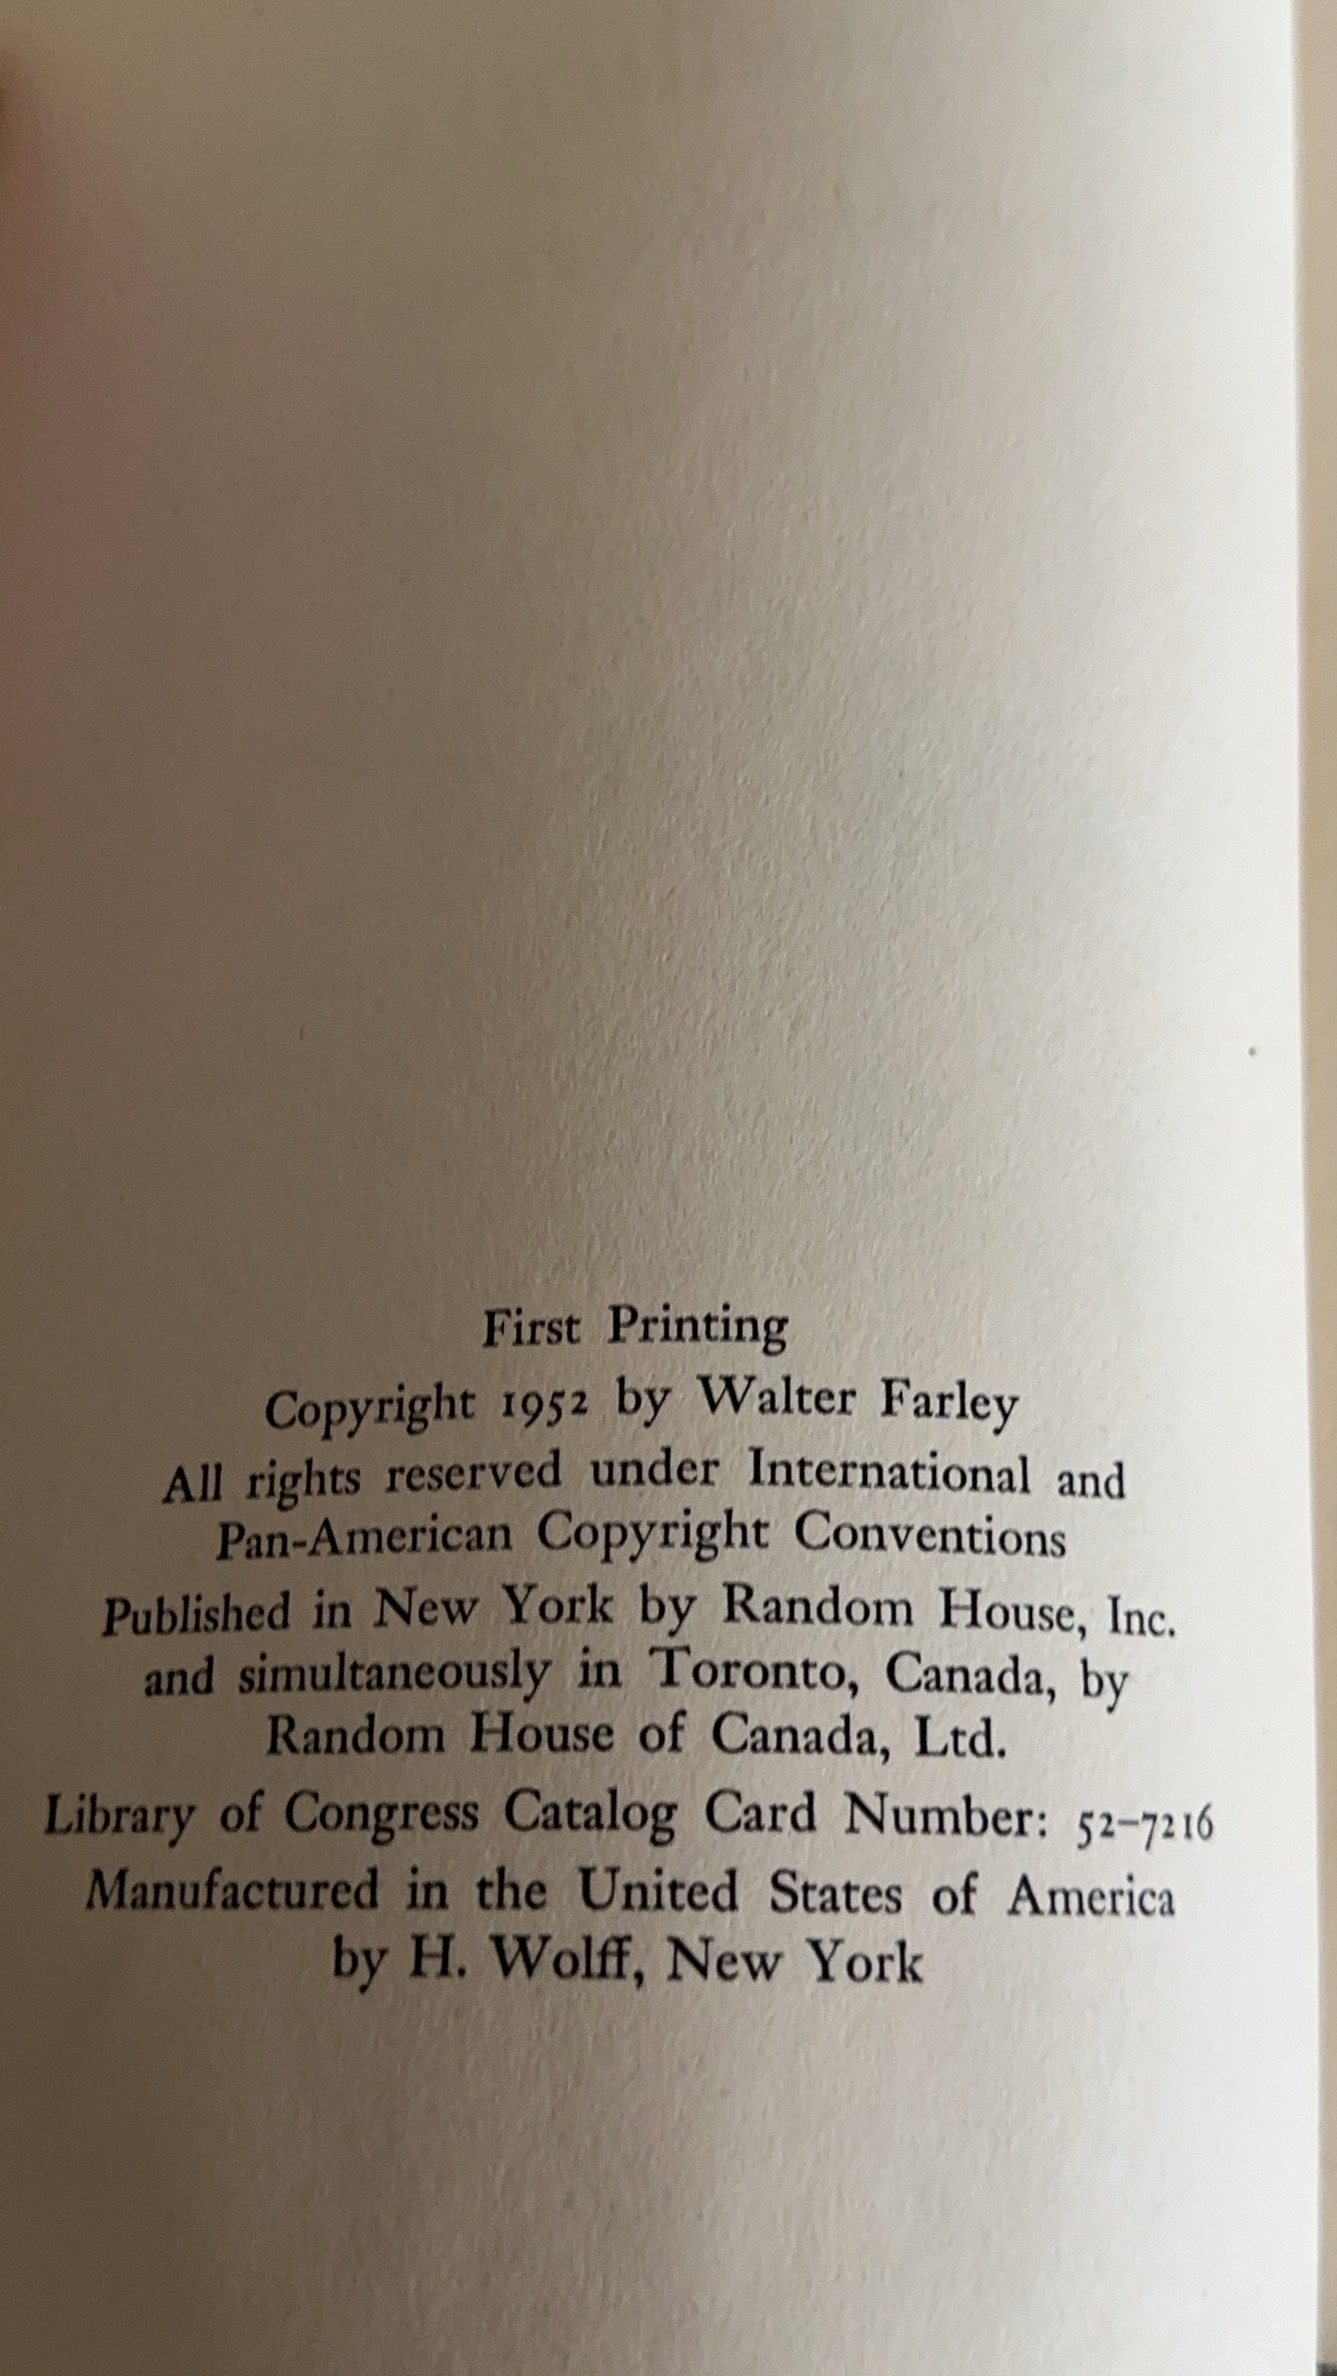 First Printing
Copyright 1952 by Walter Farley
All rights reserved under International and
Pan-American Copyright Conventions
Published in New York by Random House, Inc.
and simultaneously in Toronto, Canada, by
Random House of Canada, Ltd.
Library of Congress Catalog Card Number: 52–7216
Manufactured in the United States of America
by H. Wolff, New York